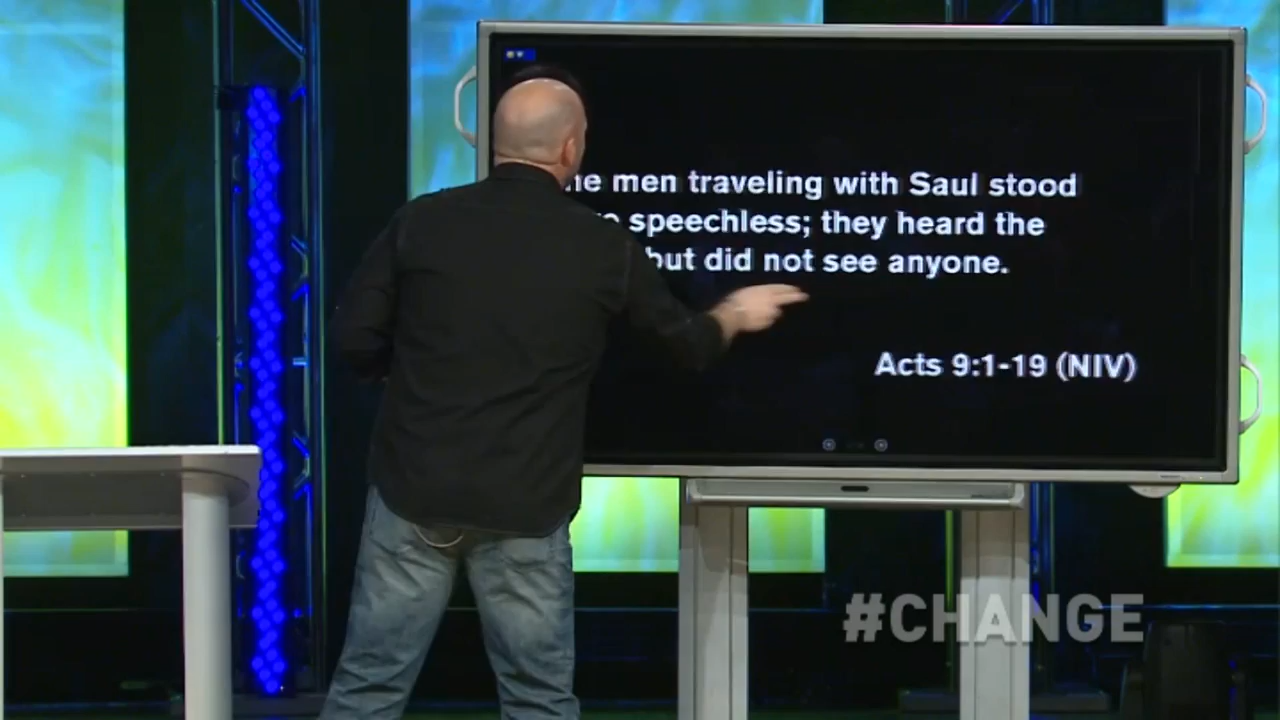 he men traveling with Saul stood
speechless; they heard the
but did not see anyone.
Acts 9:1-19 (NIV)
#CHANGE